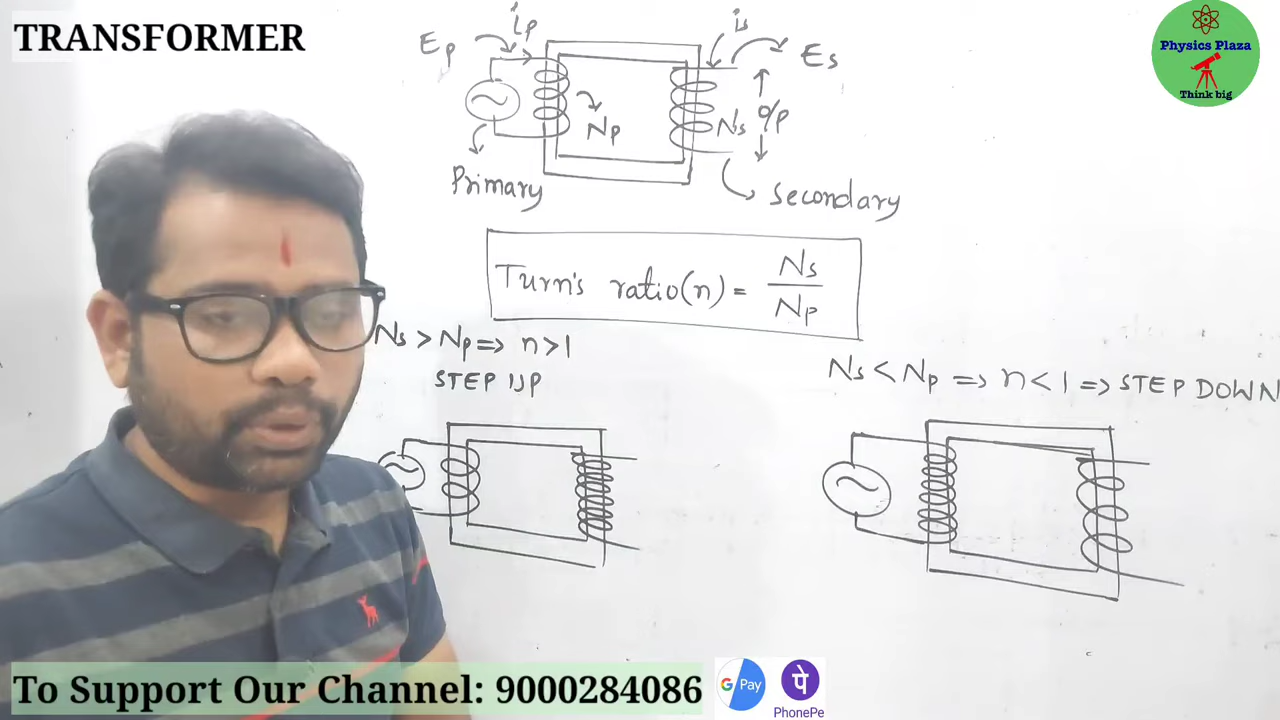 TRANSFORMER
Physics Plaza
Think big
Ep
ip
is
Es
Np
Ns
o/p
Primary
secondary
Turn's ratio(n) = Ns/Np
Ns > Np => n > 1
STEP UP
Ns < Np => n < 1 => STEP DOWN
To Support Our Channel: 9000284086
G Pay
पे
PhonePe